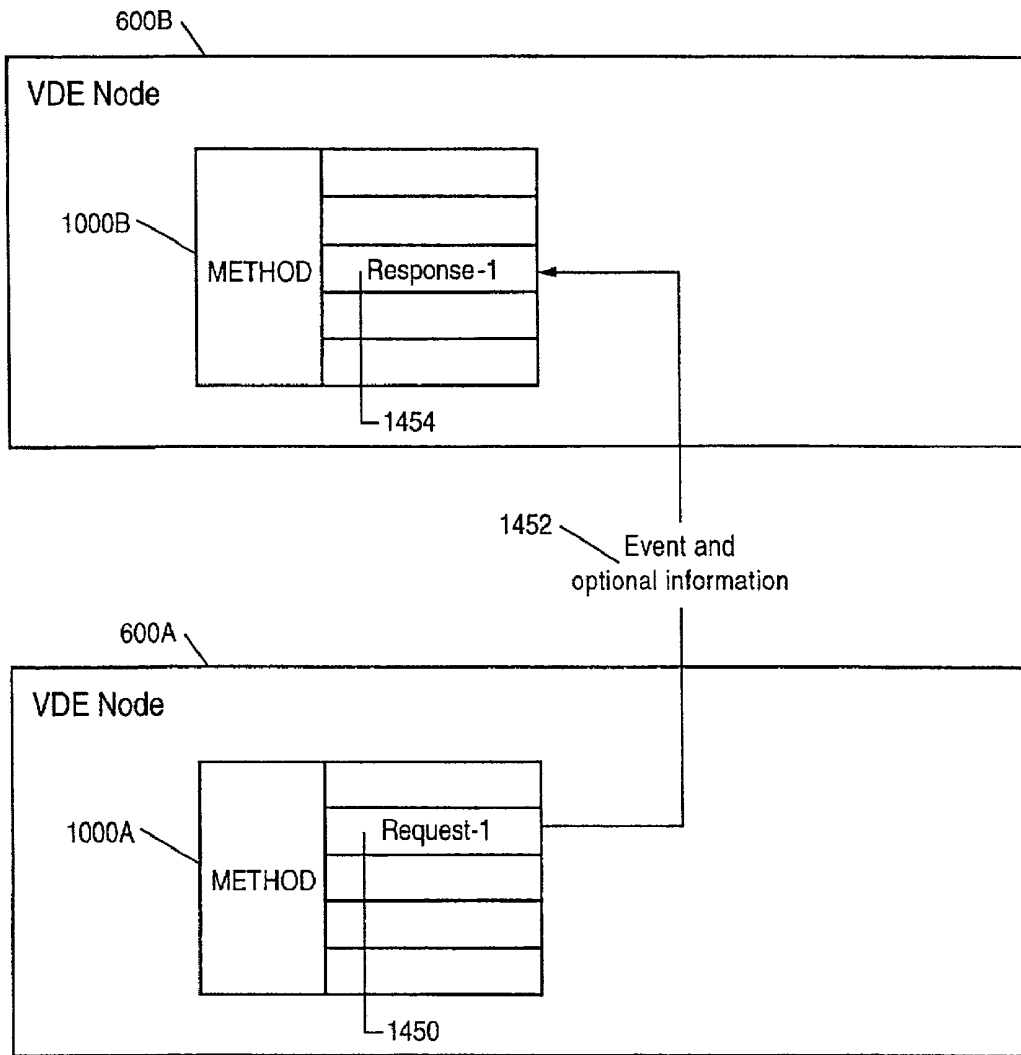 600B
VDE Node
1000B
METHOD
Response-1
1454
1452
Event and
optional information
600A
VDE Node
1000A
METHOD
Request-1
1450